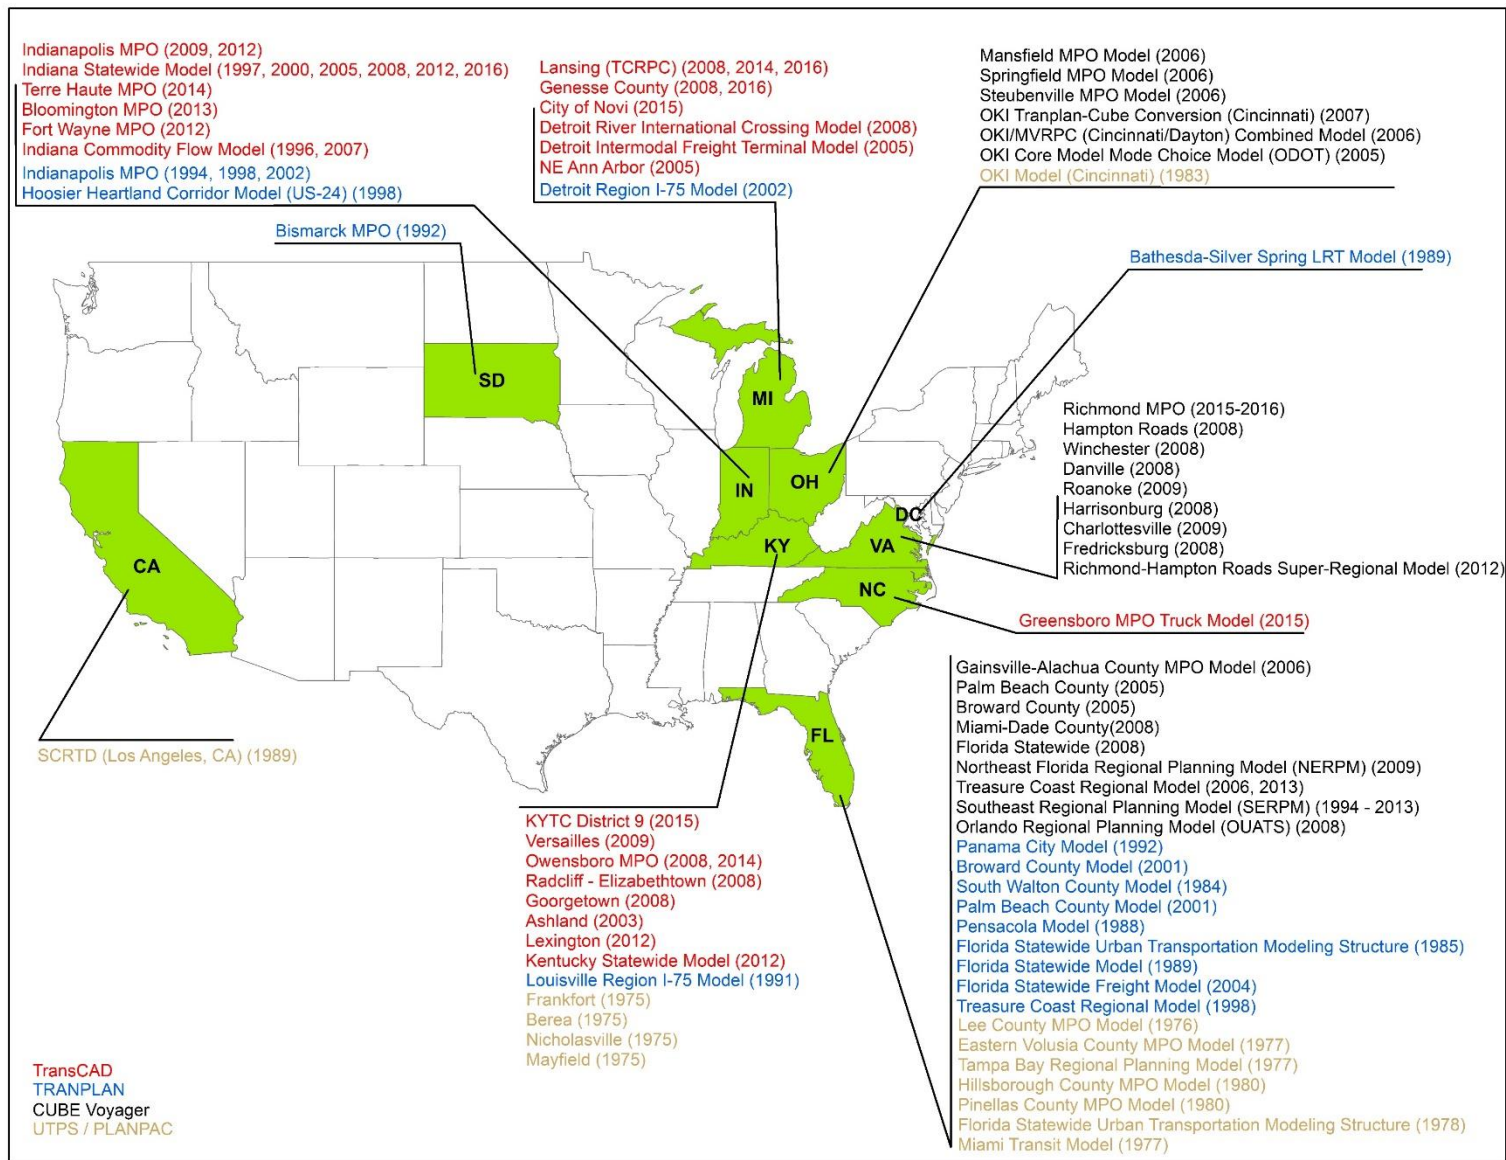 Indianapolis MPO (2009, 2012)
Indiana Statewide Model (1997, 2000, 2005, 2008, 2012, 2016)
Terre Haute MPO (2014)
Bloomington MPO (2013)
Fort Wayne MPO (2012)
Indiana Commodity Flow Model (1996, 2007)
Indianapolis MPO (1994, 1998, 2002)
Hoosier Heartland Corridor Model (US-24) (1998)
Lansing (TCRPC) (2008, 2014, 2016)
Genesse County (2008, 2016)
City of Novi (2015)
Detroit River International Crossing Model (2008)
Detroit Intermodal Freight Terminal Model (2005)
NE Ann Arbor (2005)
Detroit Region I-75 Model (2002)
Mansfield MPO Model (2006)
Springfield MPO Model (2006)
Steubenville MPO Model (2006)
OKI Tranplan-Cube Conversion (Cincinnati) (2007)
OKI/MVRPC (Cincinnati/Dayton) Combined Model (2006)
OKI Core Model Mode Choice Model (ODOT) (2005)
OKI Model (Cincinnati) (1983)
Bismarck MPO (1992)
Bathesda-Silver Spring LRT Model (1989)
SD
MI
IN
OH
DC
KY
VA
NC
CA
FL
Richmond MPO (2015-2016)
Hampton Roads (2008)
Winchester (2008)
Danville (2008)
Roanoke (2009)
Harrisonburg (2008)
Charlottesville (2009)
Fredricksburg (2008)
Richmond-Hampton Roads Super-Regional Model (2012)
Greensboro MPO Truck Model (2015)
SCRTD (Los Angeles, CA) (1989)
KYTC District 9 (2015)
Versailles (2009)
Owensboro MPO (2008, 2014)
Radcliff - Elizabethtown (2008)
Goorgetown (2008)
Ashland (2003)
Lexington (2012)
Kentucky Statewide Model (2012)
Louisville Region I-75 Model (1991)
Frankfort (1975)
Berea (1975)
Nicholasville (1975)
Mayfield (1975)
Gainsville-Alachua County MPO Model (2006)
Palm Beach County (2005)
Broward County (2005)
Miami-Dade County(2008)
Florida Statewide (2008)
Northeast Florida Regional Planning Model (NERPM) (2009)
Treasure Coast Regional Model (2006, 2013)
Southeast Regional Planning Model (SERPM) (1994 - 2013)
Orlando Regional Planning Model (OUATS) (2008)
Panama City Model (1992)
Broward County Model (2001)
South Walton County Model (1984)
Palm Beach County Model (2001)
Pensacola Model (1988)
Florida Statewide Urban Transportation Modeling Structure (1985)
Florida Statewide Model (1989)
Florida Statewide Freight Model (2004)
Treasure Coast Regional Model (1998)
Lee County MPO Model (1976)
Eastern Volusia County MPO Model (1977)
Tampa Bay Regional Planning Model (1977)
Hillsborough County MPO Model (1980)
Pinellas County MPO Model (1980)
Florida Statewide Urban Transportation Modeling Structure (1978)
Miami Transit Model (1977)
TransCAD
TRANPLAN
CUBE Voyager
UTPS / PLANPAC